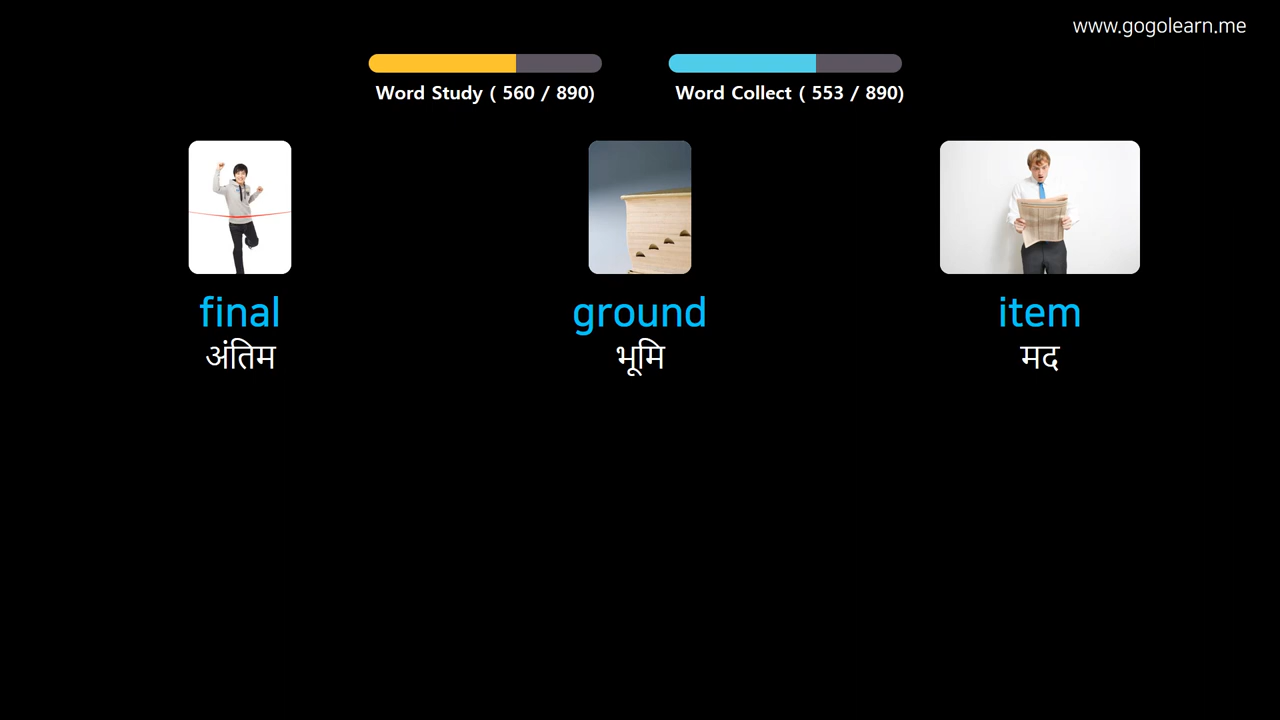 www.gogolearn.me
Word Study ( 560 / 890)
Word Collect ( 553 / 890)
final
अंतिम
ground
भूमि
item
मद